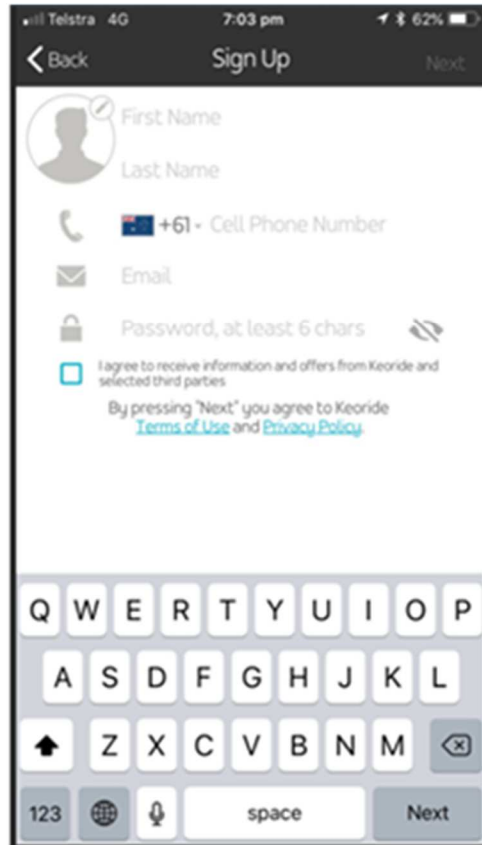 Telstra 4G 7:03 pm 62%
Back Sign Up Next
First Name
Last Name
+61 Cell Phone Number
Email
Password, at least 6 chars
I agree to receive information and offers from Keoride and
selected third parties
By pressing "Next" you agree to Keoride
Terms of Use and Privacy Policy.
Q W E R T Y U I O P
A S D F G H J K L
Z X C V B N M
123 space Next